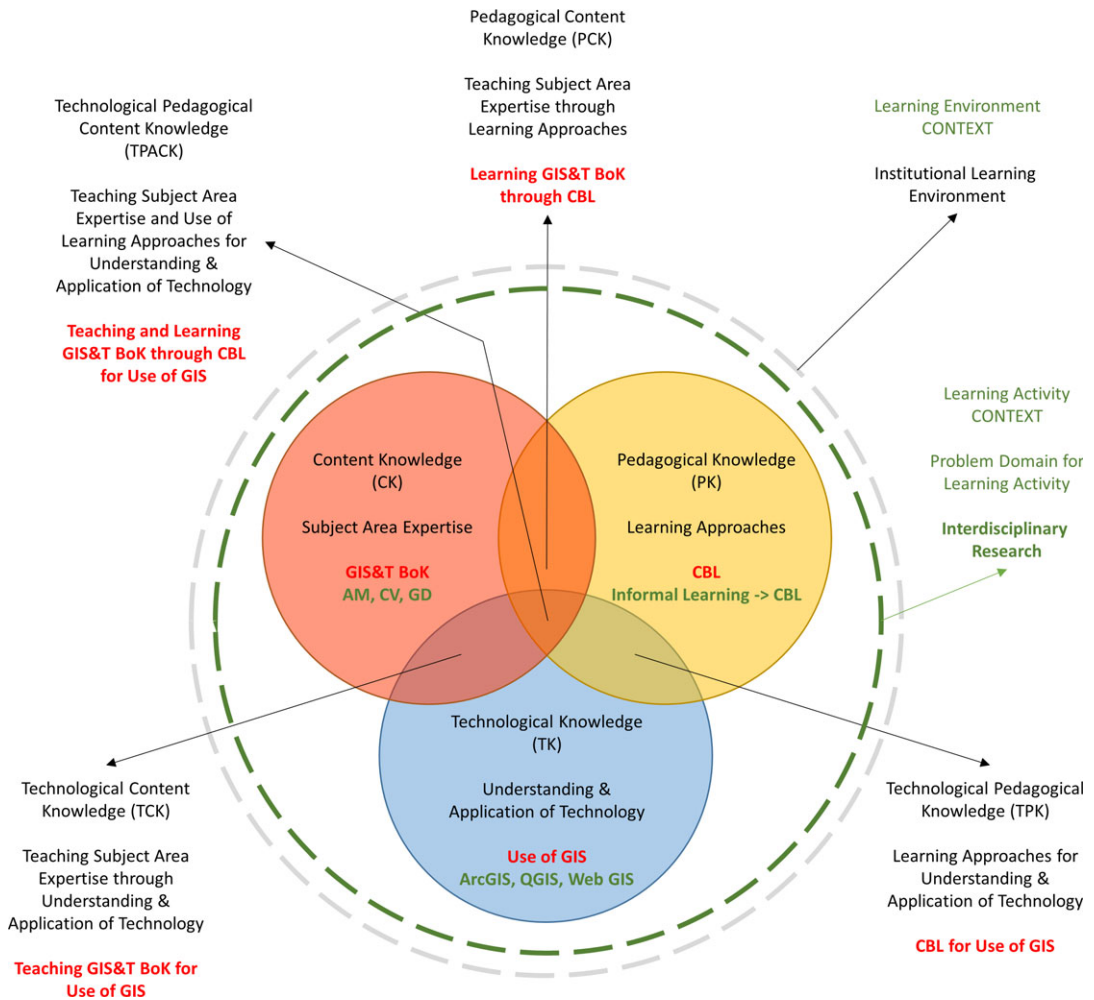 Pedagogical Content
Knowledge (PCK)
Teaching Subject Area
Expertise through
Learning Approaches
Learning GIS&T BoK
through CBL
Technological Pedagogical
Content Knowledge
(TPACK)
Teaching Subject Area
Expertise and Use of
Learning Approaches for
Understanding &
Application of Technology
Teaching and Learning
GIS&T BoK through CBL
for Use of GIS
Learning Environment
CONTEXT
Institutional Learning
Environment
Learning Activity
CONTEXT
Problem Domain for
Learning Activity
Interdisciplinary
Research
Content Knowledge
(CK)
Subject Area Expertise
GIS&T BoK
AM, CV, GD
Pedagogical Knowledge
(PK)
Learning Approaches
CBL
Informal Learning -> CBL
Technological Knowledge
(TK)
Understanding &
Application of Technology
Use of GIS
ArcGIS, QGIS, Web GIS
Technological Content
Knowledge (TCK)
Teaching Subject Area
Expertise through
Understanding &
Application of Technology
Teaching GIS&T BoK for
Use of GIS
Technological Pedagogical
Knowledge (TPK)
Learning Approaches for
Understanding &
Application of Technology
CBL for Use of GIS